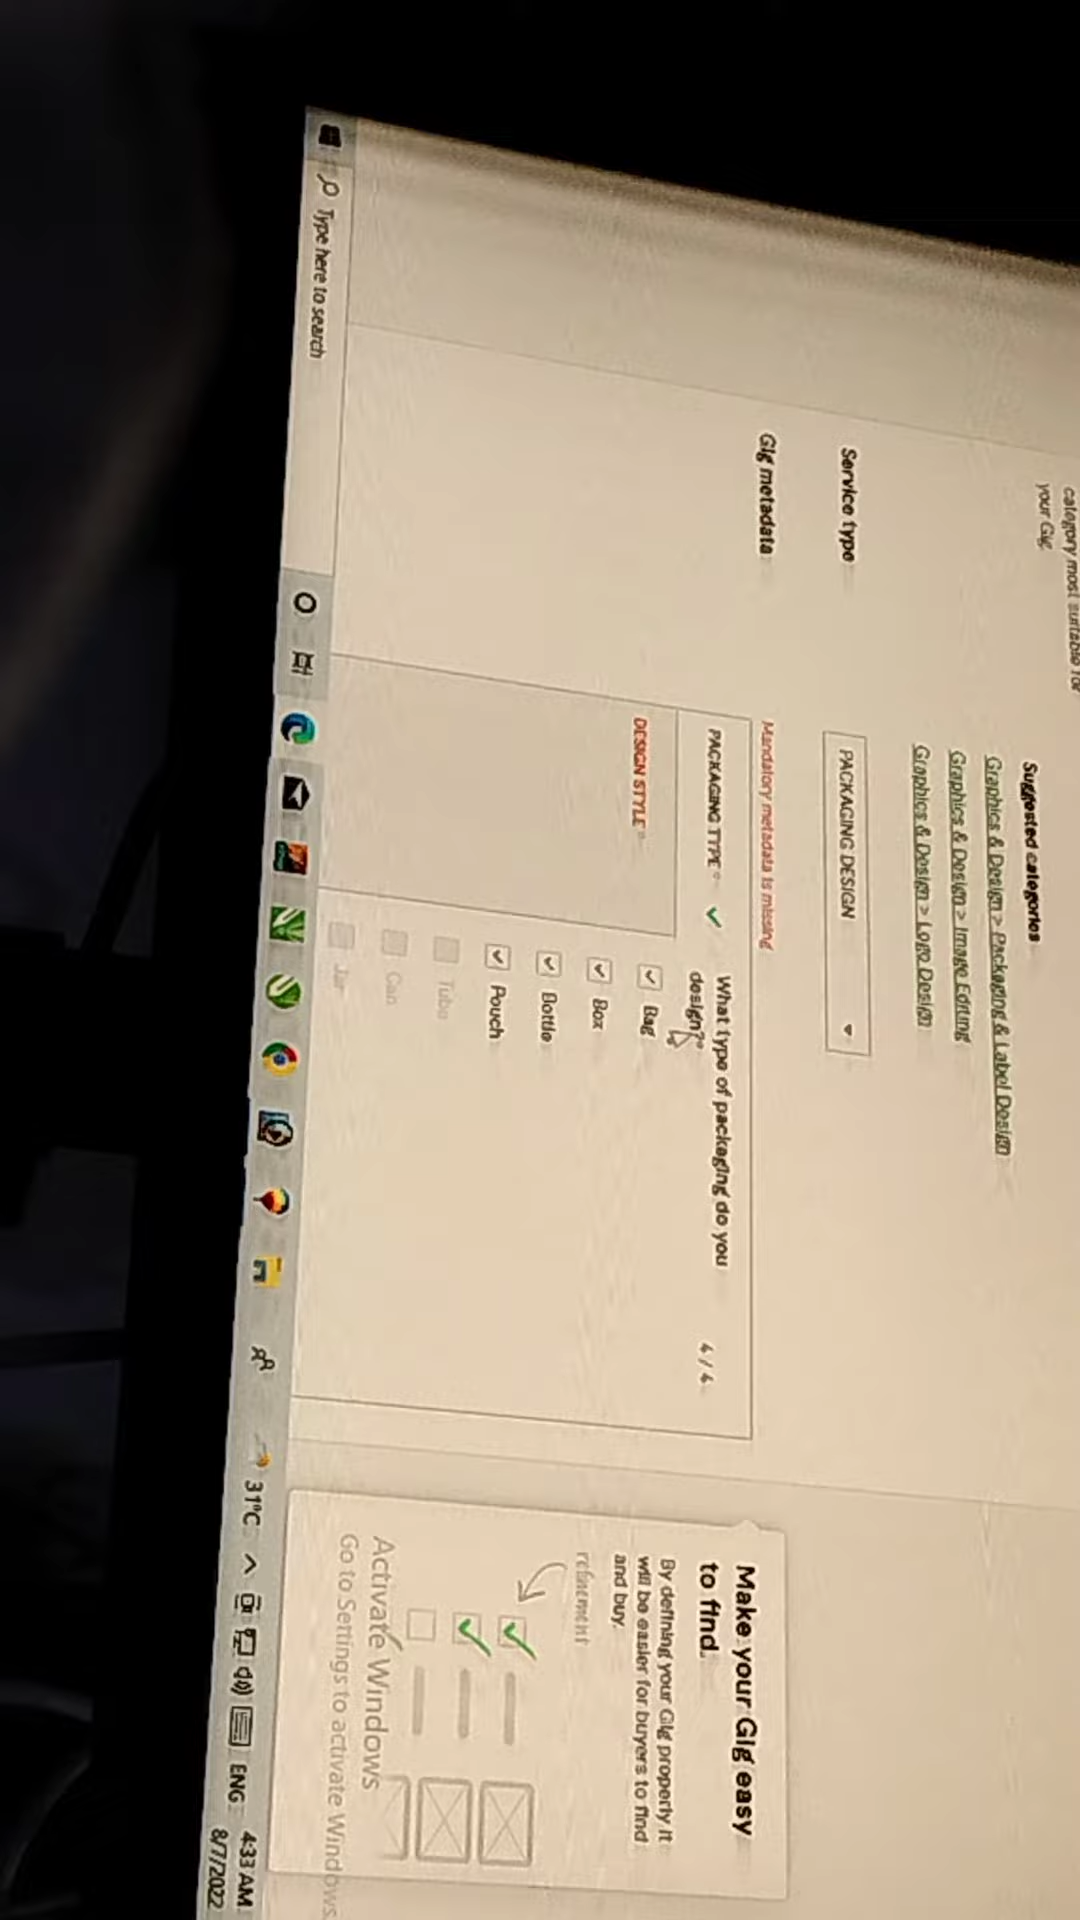 category most suitable for
your Gig.
Suggested categories
Graphics & Design > Packaging & Label Design
Graphics & Design > Image Editing
Graphics & Design > Logo Design
Service type
PACKAGING DESIGN
Gig metadata
Mandatory metadata is missing
PACKAGING TYPE
What type of packaging do you
design?
4/4
DESIGN STYLE
Bag
Box
Bottle
Pouch
Tube
Can
Jar
Make your Gig easy
to find.
By defining your Gig properly it
will be easier for buyers to find
and buy.
refinement
Activate Windows
Go to Settings to activate Windows.
Type here to search
31°C
ENG
4:33 AM
8/7/2022